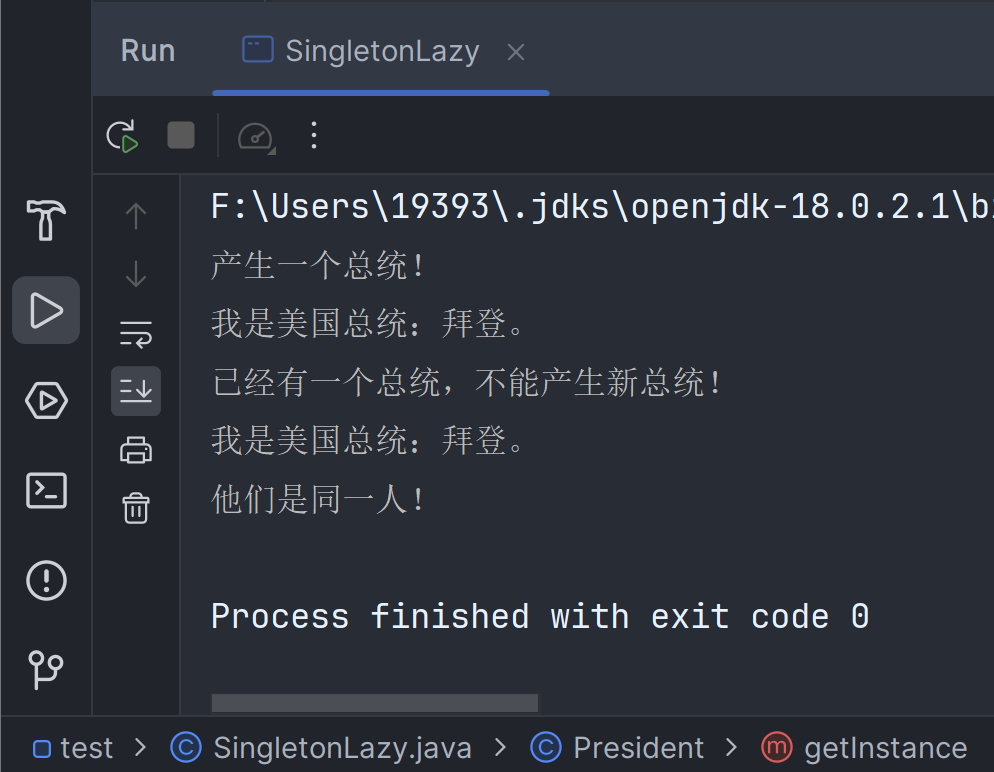 Run SingletonLazy
F:\Users\19393\.jdks\openjdk-18.0.2.1\b
产生一个总统！
我是美国总统：拜登。
已经有一个总统，不能产生新总统！
我是美国总统：拜登。
他们是同一人！
Process finished with exit code 0
test > SingletonLazy.java > President > getInstance